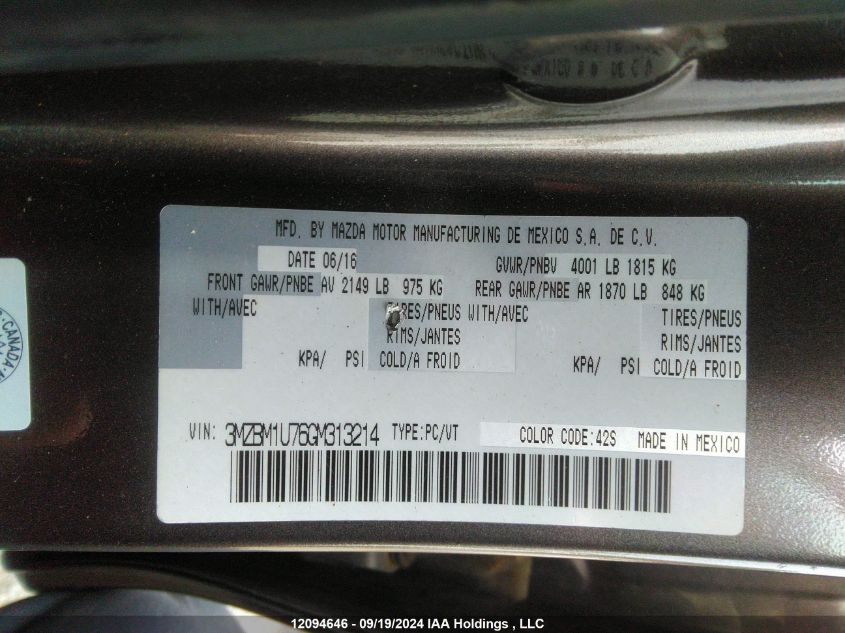 MFD. BY MAZDA MOTOR MANUFACTURING DE MEXICO S.A. DE C.V.
DATE 06/16 GVWR/PNBV 4001 LB 1815 KG
FRONT GAWR/PNBE AV 2149 LB 975 KG REAR GAWR/PNBE AR 1870 LB 848 KG
WITH/AVEC TIRES/PNEUS WITH/AVEC TIRES/PNEUS
RIMS/JANTES RIMS/JANTES
KPA/ PSI COLD/A FROID KPA/ PSI COLD/A FROID
VIN: 3MZBM1U76GM313214 TYPE:PC/VT COLOR CODE:42S MADE IN MEXICO
CANADA
12094646 - 09/19/2024 IAA Holdings , LLC